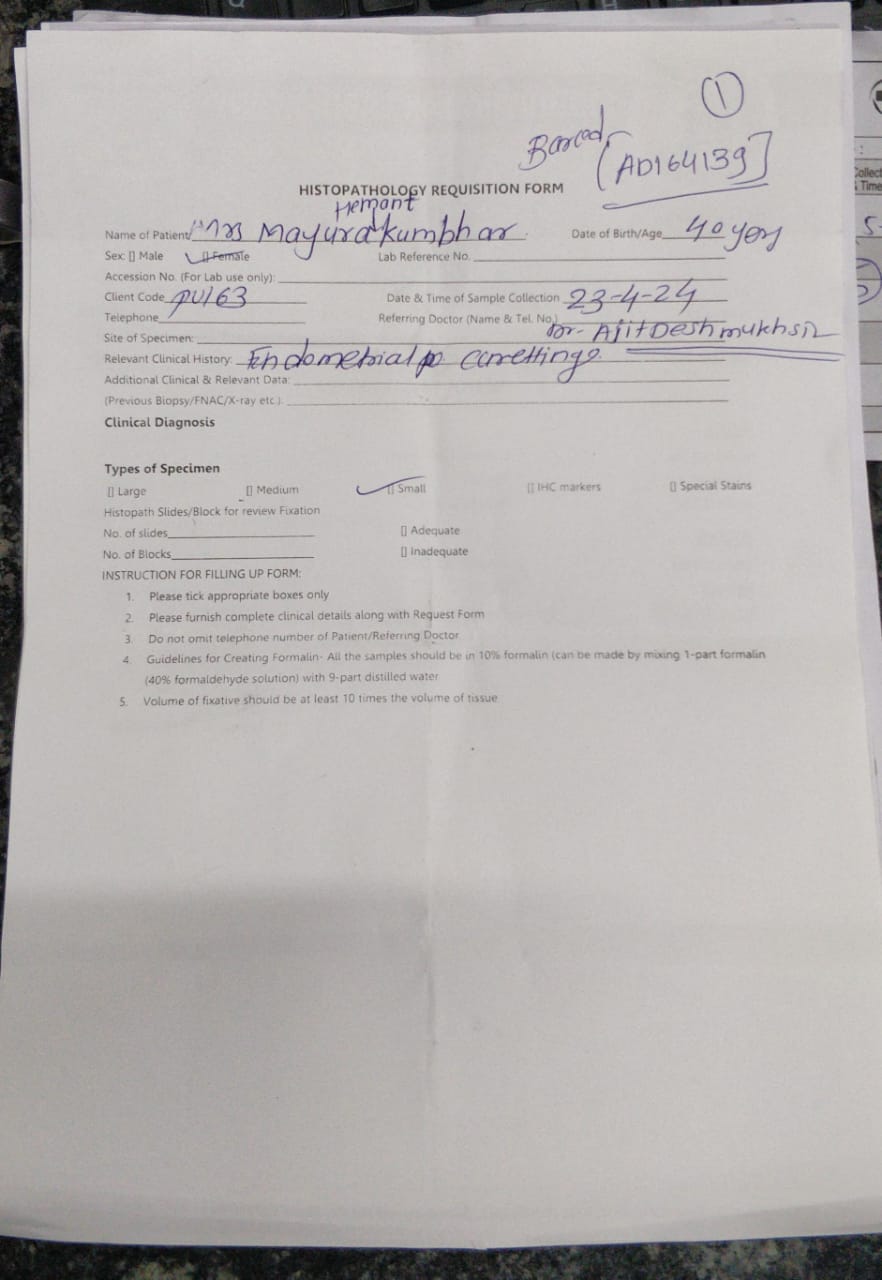 1
Barcod [AD164139]
HISTOPATHOLOGY REQUISITION FORM
Hemant
Name of Patient Mrs Mayura kumbhar Date of Birth/Age 40 yey
Sex: [] Male [] Female Lab Reference No.
Accession No. (For Lab use only):
Client Code PU163 Date & Time of Sample Collection 23-4-24
Telephone Referring Doctor (Name & Tel. No.)
Dr- Ajit Deshmukh sir
Site of Specimen:
Relevant Clinical History: Endometrial curettings
Additional Clinical & Relevant Data:
(Previous Biopsy/FNAC/X-ray etc.):
Clinical Diagnosis
Types of Specimen
[] Large [] Medium [] Small [] IHC markers [] Special Stains
Histopath Slides/Block for review Fixation
No. of slides [] Adequate
No. of Blocks [] Inadequate
INSTRUCTION FOR FILLING UP FORM:
1. Please tick appropriate boxes only
2. Please furnish complete clinical details along with Request Form
3. Do not omit telephone number of Patient/Referring Doctor
4. Guidelines for Creating Formalin- All the samples should be in 10% formalin (can be made by mixing 1-part formalin
(40% formaldehyde solution) with 9-part distilled water
5. Volume of fixative should be at least 10 times the volume of tissue